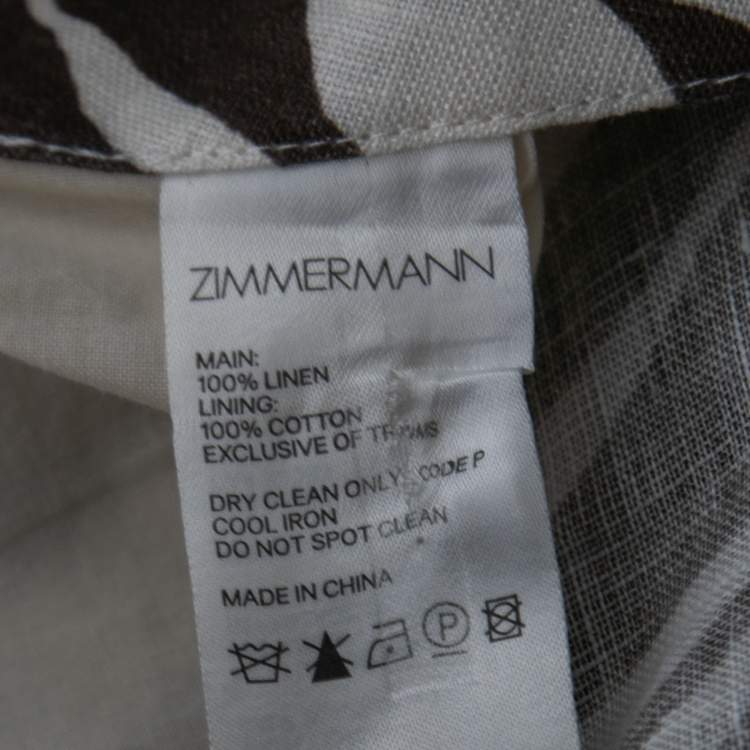 ZIMMERMANN
MAIN:
100% LINEN
LINING:
100% COTTON
EXCLUSIVE OF TRIMS
DRY CLEAN ONLY CODE P
COOL IRON
DO NOT SPOT CLEAN
MADE IN CHINA
P